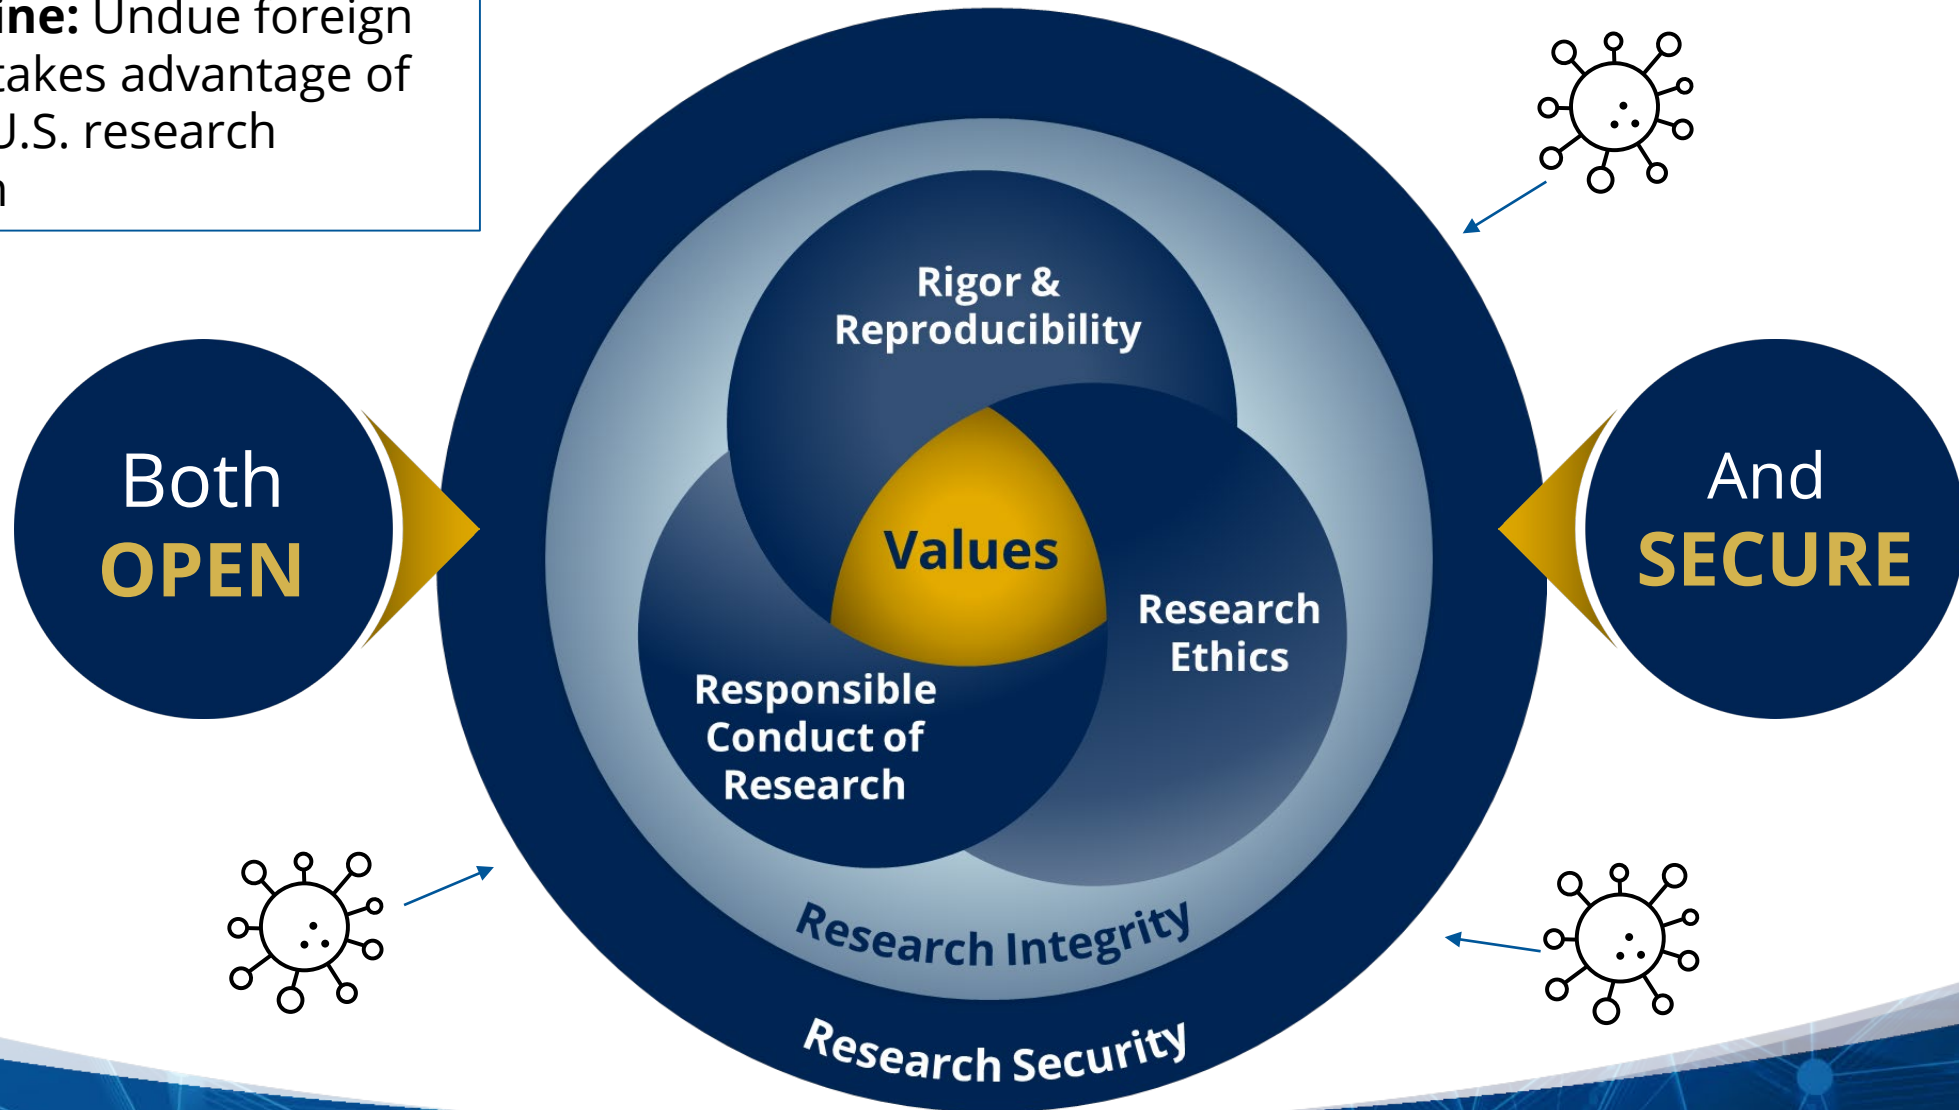 ine: Undue foreign
takes advantage of
U.S. research
Rigor &
Reproducibility
Both
OPEN
Values
And
SECURE
Research
Ethics
Responsible
Conduct of
Research
Research Integrity
Research Security